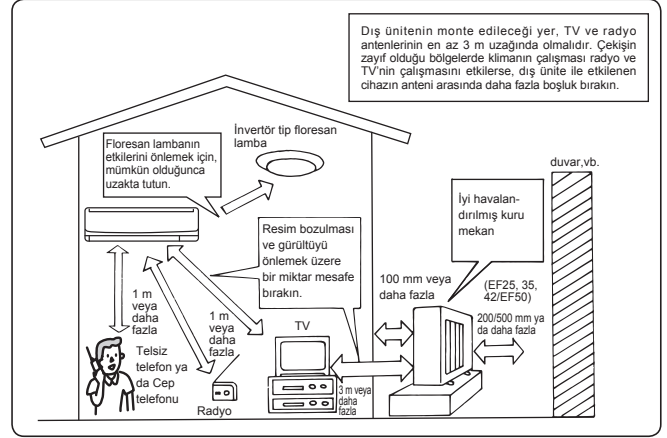 Dış ünitenin monte edileceği yer, TV ve radyo
antenlerinin en az 3 m uzağında olmalıdır. Çekişin
zayıf olduğu bölgelerde klimanın çalışması radyo ve
TV'nin çalışmasını etkilerse, dış ünite ile etkilenen
cihazın anteni arasında daha fazla boşluk bırakın.
Floresan lambanın
etkilerini önlemek için,
mümkün olduğunca
uzakta tutun.
İnvertör tip floresan
lamba
duvar,vb.
İyi havalan-
dırılmış kuru
mekan
Resim bozulması
ve gürültüyü
önlemek üzere
bir miktar mesafe
bırakın.
100 mm veya
daha fazla
(EF25, 35,
42/EF50)
200/500 mm ya
da daha fazla
1 m
veya
daha
fazla
1 m
veya
daha
fazla
TV
Telsiz
telefon ya
da Cep
telefonu
Radyo
3 m veya
daha
fazla